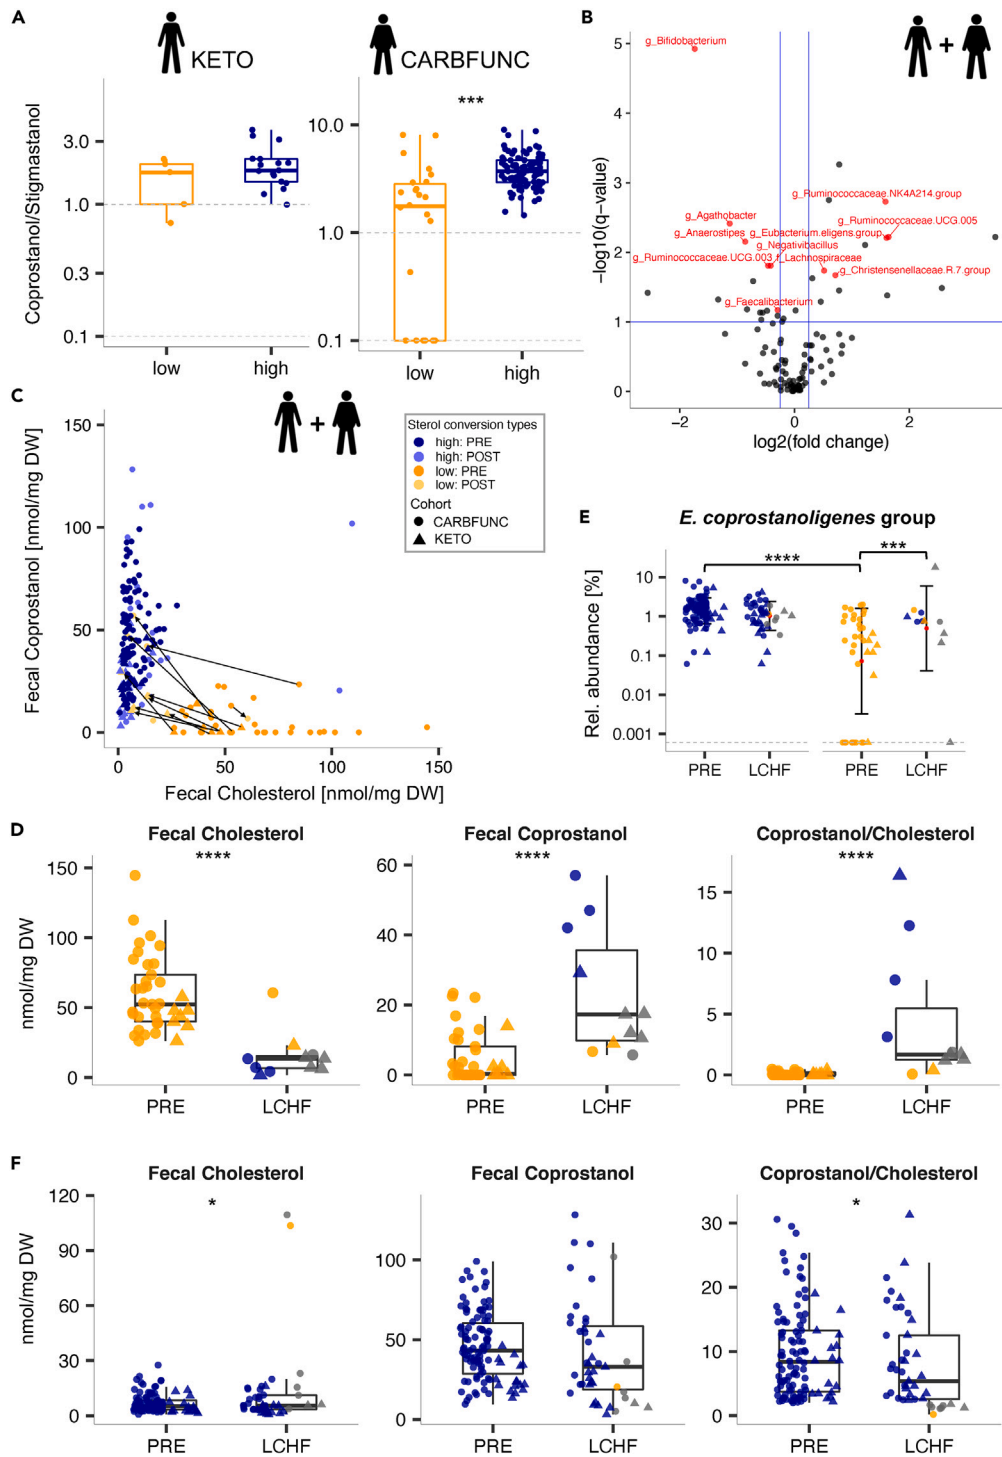 A
KETO
CARBFUNC
Coprostanol/Stigmastanol
3.0
1.0
0.3
0.1
low
high
***
10.0
1.0
0.1
low
high
B
+
-log10(q-value)
5
4
3
2
1
0
g_Bifidobacterium
g_Ruminococcaceae.NK4A214.group
g_Agathobacter
g_Ruminococcaceae.UCG.005
g_Anaerostipes
g_Eubacterium.eligens.group
g_Negativibacillus
g_Ruminococcaceae.UCG.003
f_Lachnospiraceae
g_Christensenellaceae.R.7.group
g_Faecalibacterium
−2
0
2
log2(fold change)
C
+
Fecal Coprostanol [nmol/mg DW]
150
100
50
0
0
50
100
150
Fecal Cholesterol [nmol/mg DW]
Sterol conversion types
high: PRE
high: POST
low: PRE
low: POST
Cohort
CARBFUNC
KETO
E
E. coprostanoligenes group
Rel. abundance [%]
10
1
0.1
0.01
0.001
****
***
PRE
LCHF
PRE
LCHF
D
Fecal Cholesterol
****
nmol/mg DW
150
100
50
0
PRE
LCHF
Fecal Coprostanol
****
60
40
20
0
PRE
LCHF
Coprostanol/Cholesterol
****
15
10
5
0
PRE
LCHF
F
Fecal Cholesterol
*
nmol/mg DW
120
90
60
30
0
PRE
LCHF
Fecal Coprostanol
100
50
0
PRE
LCHF
Coprostanol/Cholesterol
*
30
20
10
0
PRE
LCHF